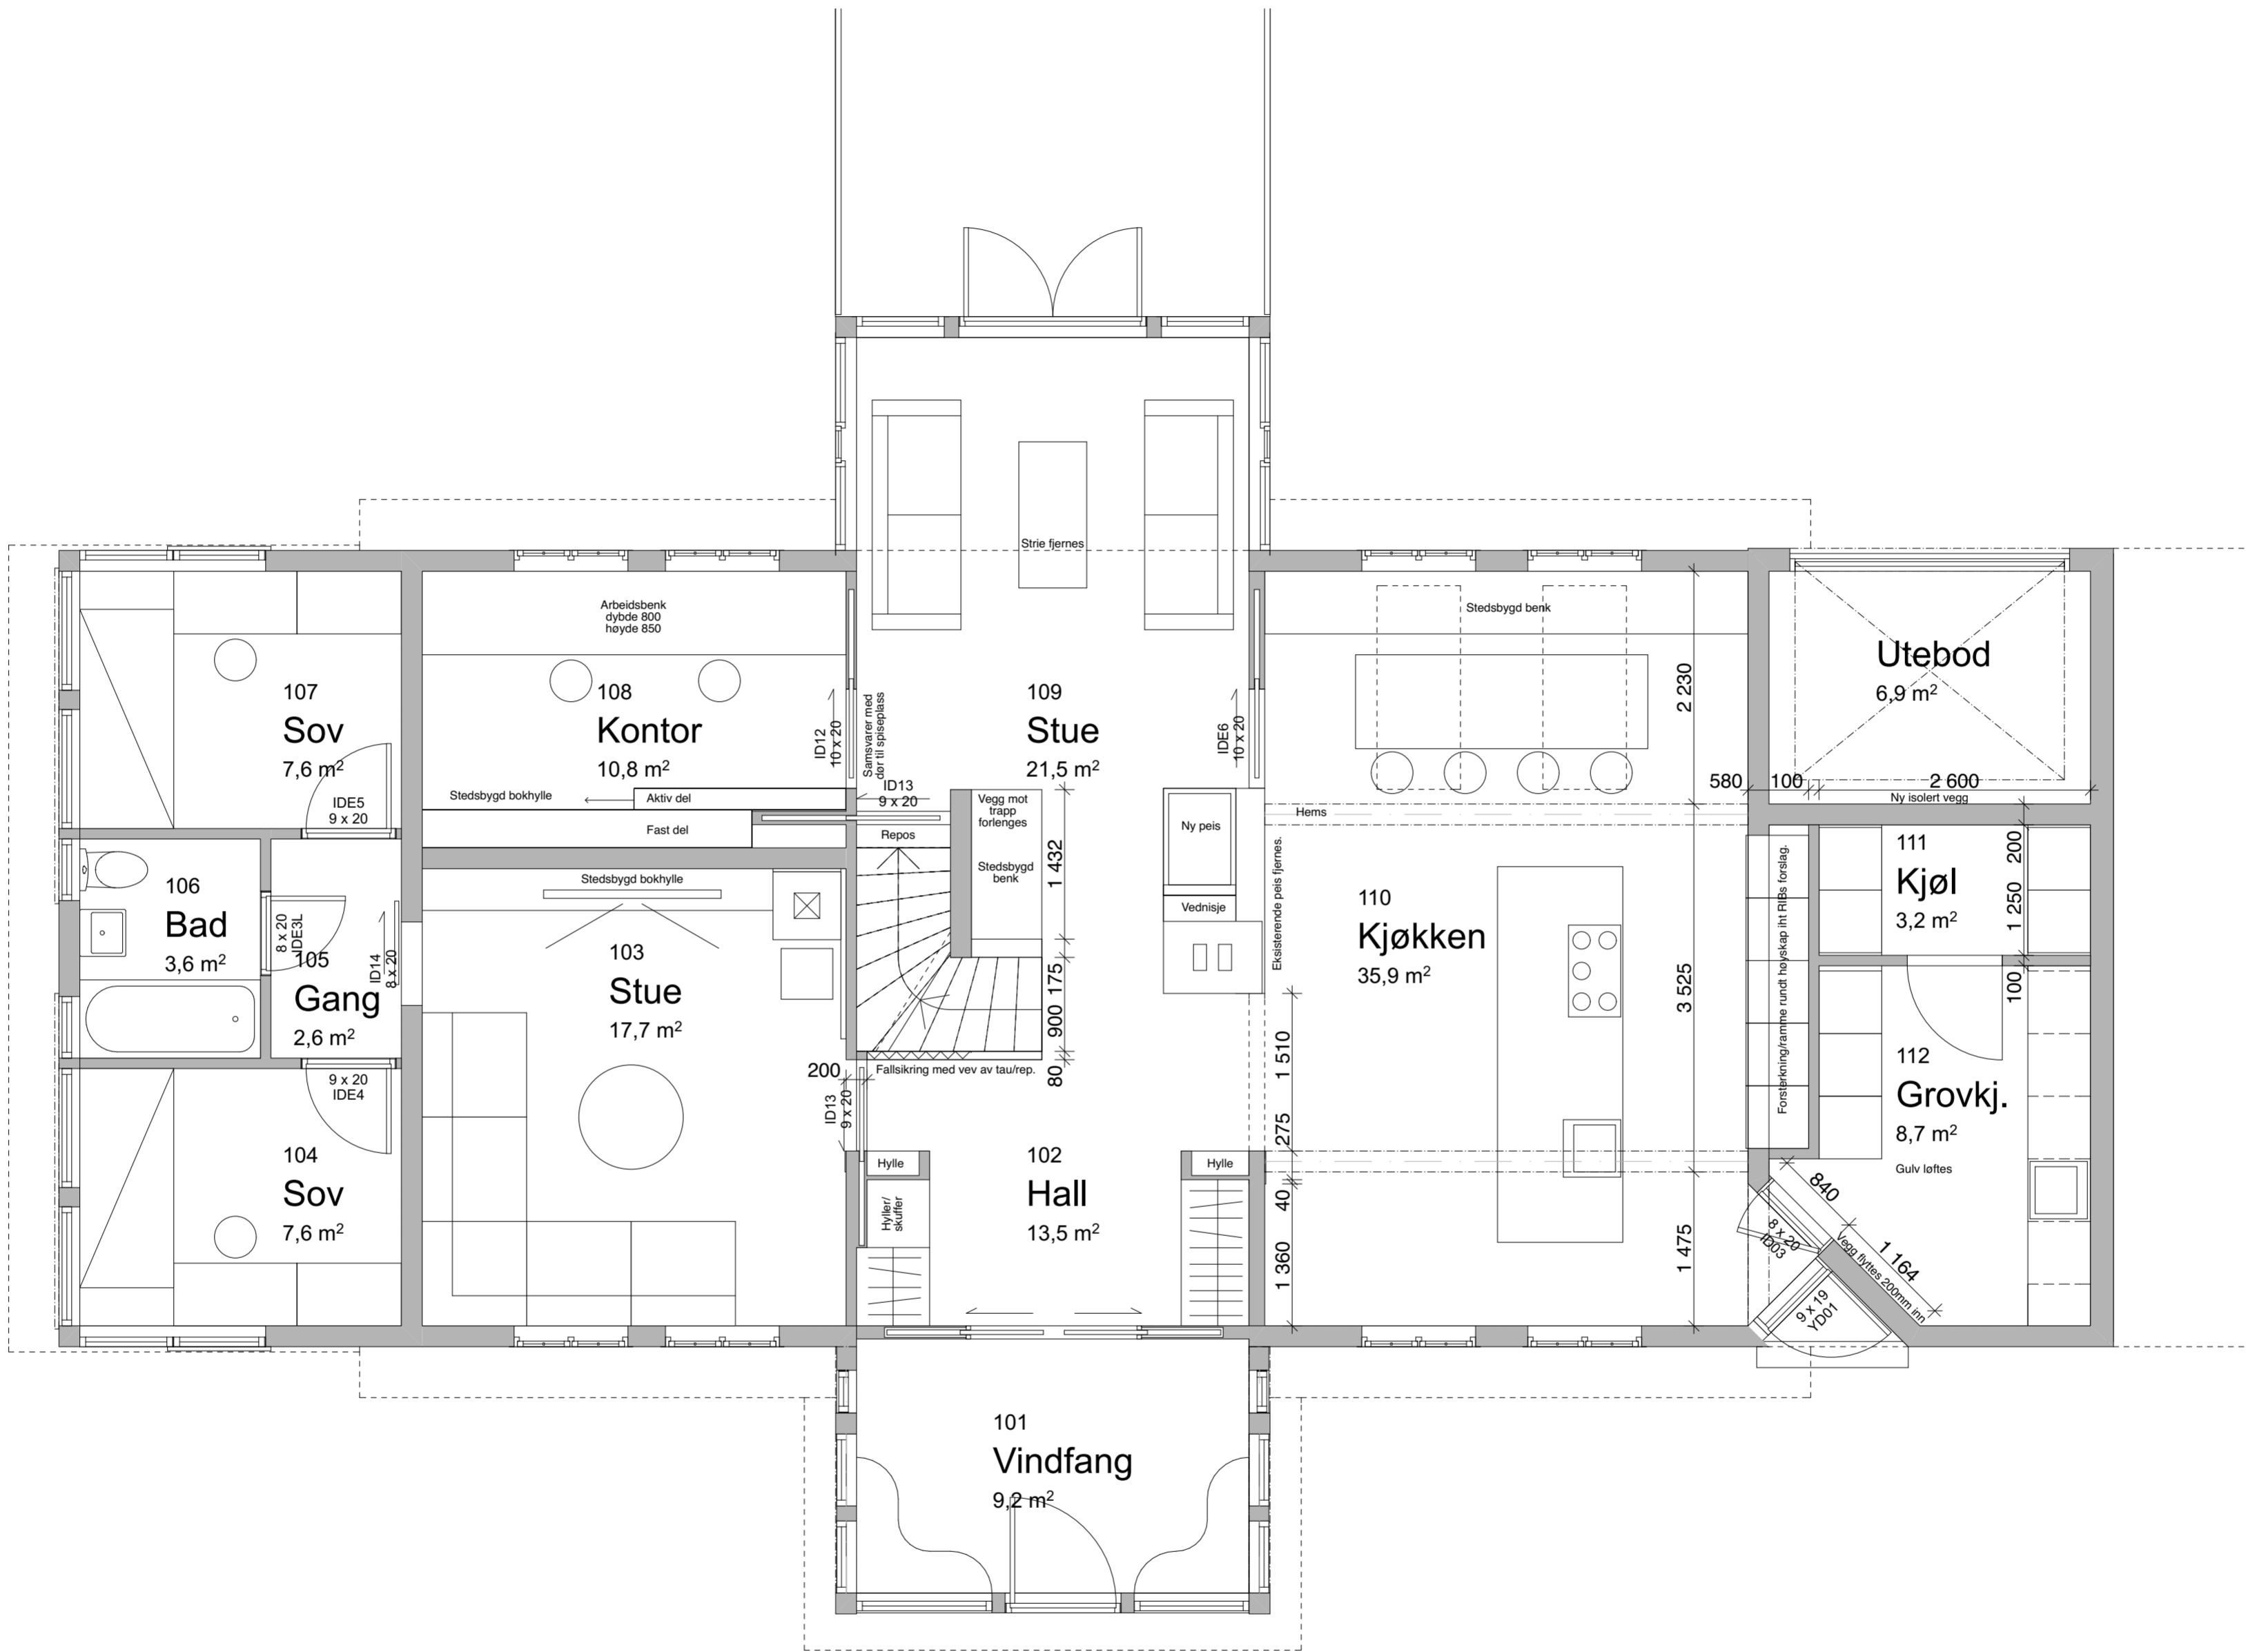 Strie fjernes
Arbeidsbenk
dybde 800
høyde 850
107
Sov
7,6 m²
IDE5
9 x 20
108
Kontor
10,8 m²
Stedsbygd bokhylle
Aktiv del
Fast del
ID12
10 x 20
Samsvarer med
dør til spiseplass
ID13
9 x 20
Repos
109
Stue
21,5 m²
Vegg mot
trapp
forlenges
Stedsbygd
benk
1 432
175
900
80
IDE6
10 x 20
Ny peis
Vednisje
Stedsbygd benk
2 230
Hems
Eksisterende peis fjernes.
Utebod
6,9 m²
580
100
2 600
Ny isolert vegg
106
Bad
3,6 m²
8 x 20
IDE3L
105
Gang
2,6 m²
ID14
8 x 20
Stedsbygd bokhylle
103
Stue
17,7 m²
110
Kjøkken
35,9 m²
3 525
Forsterkning/ramme rundt høyskap iht RIBs forslag.
111
Kjøl
3,2 m²
200
1 250
100
112
Grovkj.
8,7 m²
Gulv løftes
9 x 20
IDE4
104
Sov
7,6 m²
200
Fallsikring med vev av tau/rep.
ID13
9 x 20
Hylle
Hyller/
skuffer
102
Hall
13,5 m²
Hylle
1 510
275
40
1 360
1 475
840
1 164
Vegg flyttes 200mm inn
8 x 20
ID03
9 x 19
YD01
101
Vindfang
9,2 m²